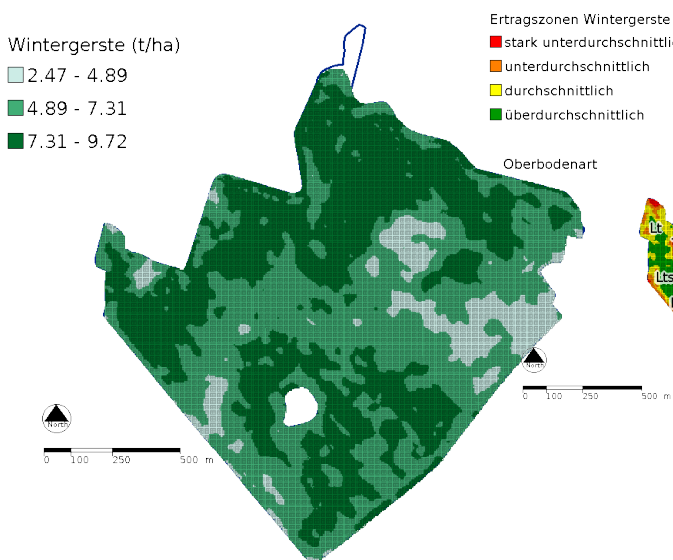 Wintergerste (t/ha)
2.47 - 4.89
4.89 - 7.31
7.31 - 9.72
Ertragszonen Wintergerste
stark
unterdurchschnittlich
durchschnittlich
überdurchschnittlich
Oberbodenart
Lt
Lts
North
0 100 250 500 m
North
0 100 250 500 m